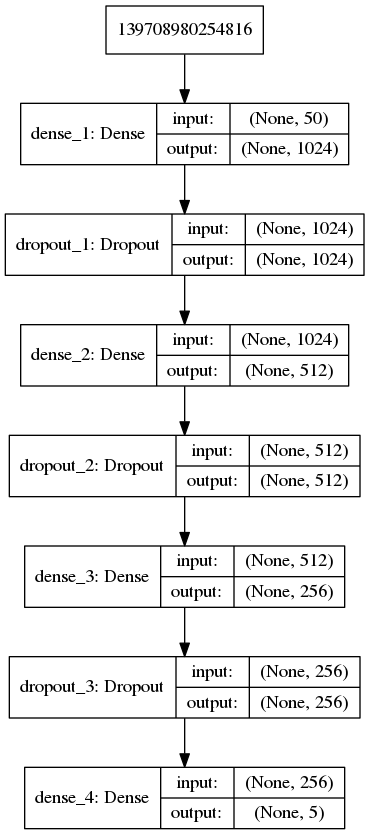 139708980254816
dense_1: Dense
input: (None, 50)
output: (None, 1024)
dropout_1: Dropout
input: (None, 1024)
output: (None, 1024)
dense_2: Dense
input: (None, 1024)
output: (None, 512)
dropout_2: Dropout
input: (None, 512)
output: (None, 512)
dense_3: Dense
input: (None, 512)
output: (None, 256)
dropout_3: Dropout
input: (None, 256)
output: (None, 256)
dense_4: Dense
input: (None, 256)
output: (None, 5)